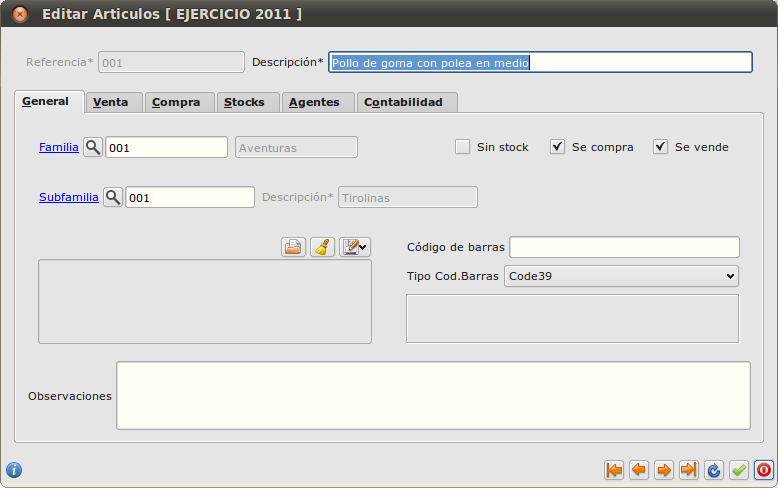 Editar Articulos [ EJERCICIO 2011 ]
Referencia* 001 Descripción* Pollo de goma con polea en medio
General Venta Compra Stocks Agentes Contabilidad
Familia 001 Aventuras Sin stock Se compra Se vende
Subfamilia 001 Descripción* Tirolinas
Código de barras
Tipo Cod.Barras Code39
Observaciones